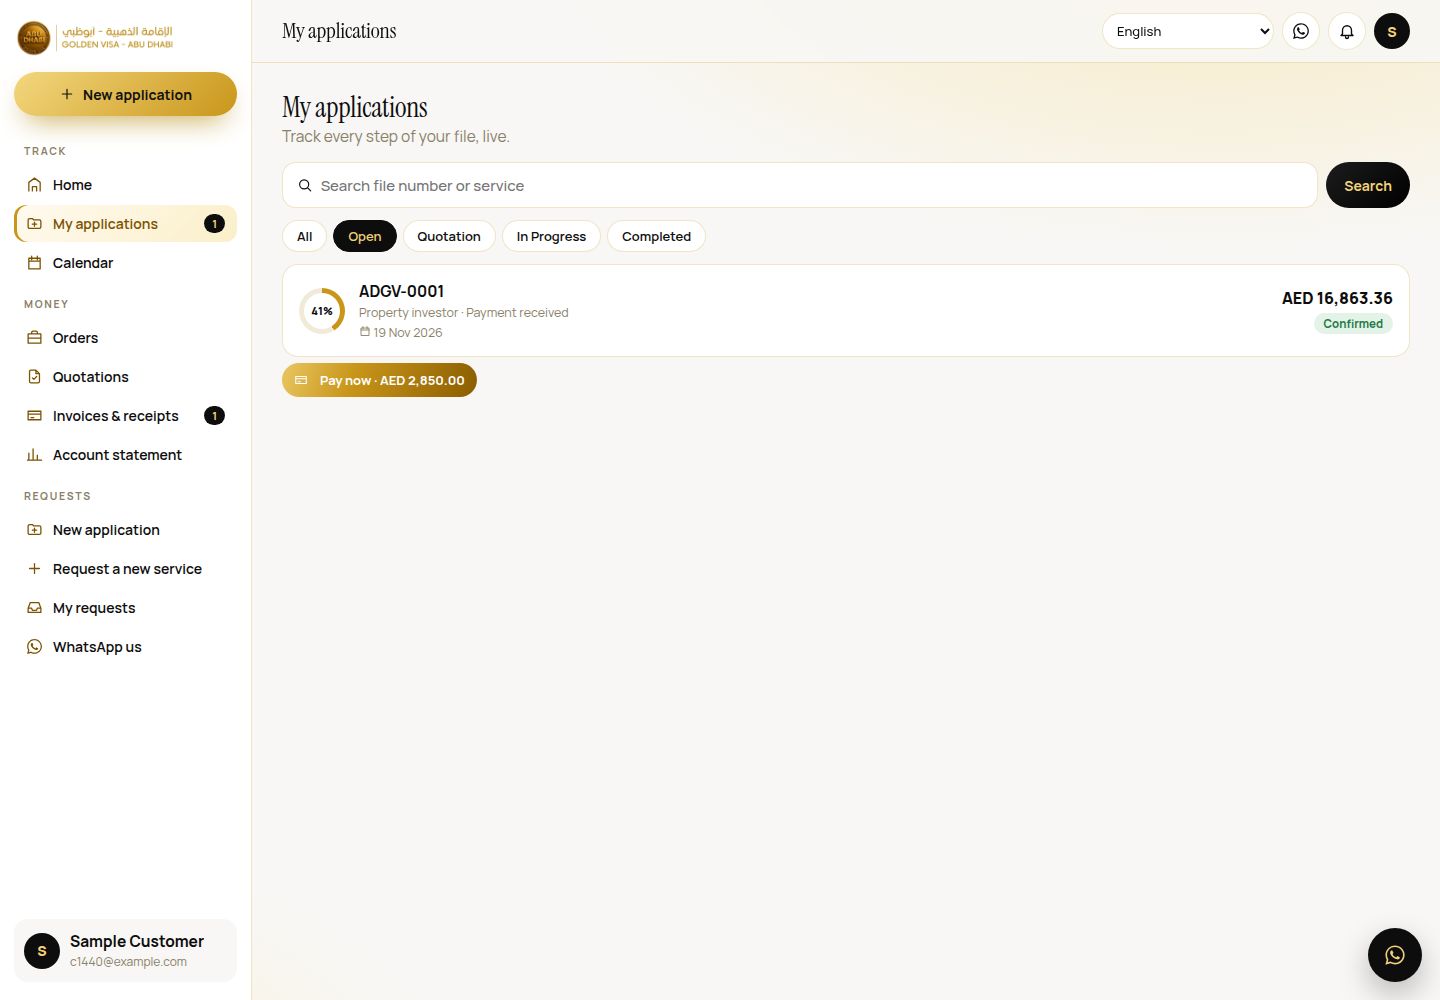 ABU DHABI
الإقامة الذهبية - ابوظبي
GOLDEN VISA - ABU DHABI
New application
TRACK
Home
My applications 1
Calendar
MONEY
Orders
Quotations
Invoices & receipts 1
Account statement
REQUESTS
New application
Request a new service
My requests
WhatsApp us
S
Sample Customer
c1440@example.com
My applications
English
S
My applications
Track every step of your file, live.
Search file number or service
Search
All Open Quotation In Progress Completed
41%
ADGV-0001
Property investor · Payment received
19 Nov 2026
AED 16,863.36
Confirmed
Pay now · AED 2,850.00